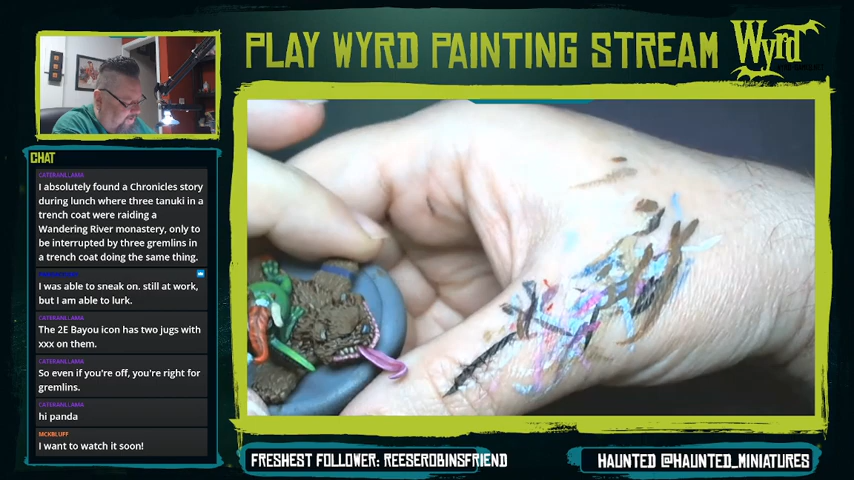 PLAY WYRD PAINTING STREAM
Wyrd
CHAT
CATERANLLAMA
I absolutely found a Chronicles story
during lunch where three tanuki in a
trench coat were raiding a
Wandering River monastery, only to
be interrupted by three gremlins in
a trench coat doing the same thing.
I was able to sneak on. still at work,
but I am able to lurk.
CATERANLLAMA
The 2E Bayou icon has two jugs with
xxx on them.
CATERANLLAMA
So even if you're off, you're right for
gremlins.
CATERANLLAMA
hi panda
MCKBLUFF
I want to watch it soon!
FRESHEST FOLLOWER: REESEROBINSFRIEND
HAUNTED @HAUNTED_MINIATURES